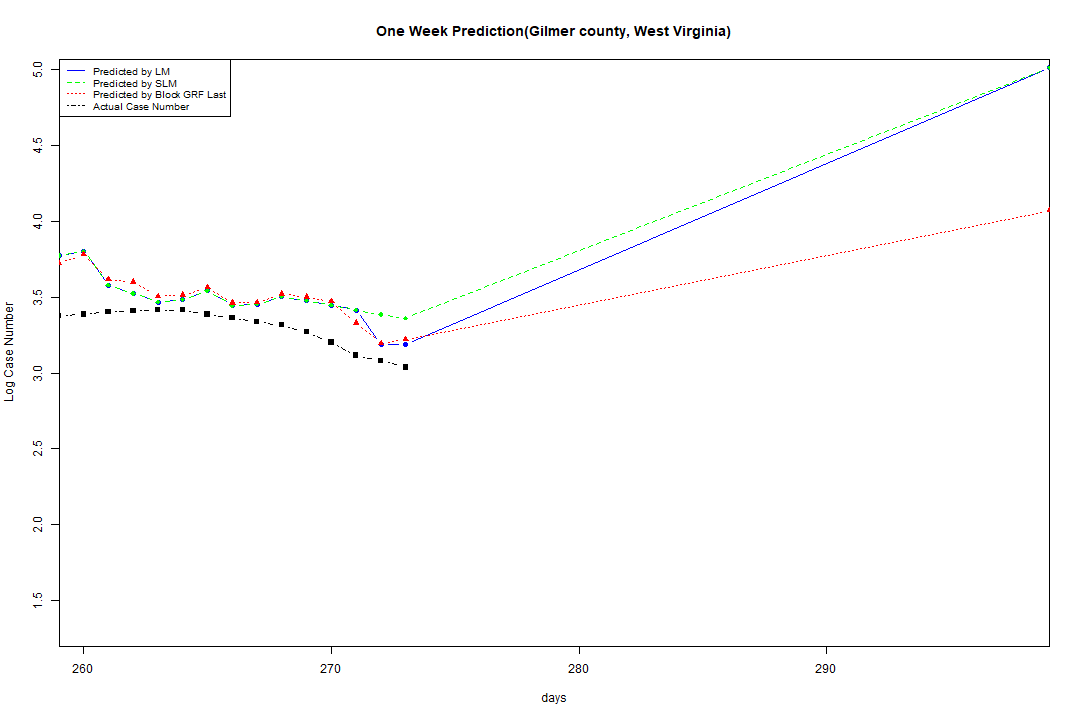 One Week Prediction(Gilmer county, West Virginia)
Predicted by LM
Predicted by SLM
Predicted by Block GRF Last
Actual Case Number
5.0
4.5
4.0
3.5
3.0
2.5
2.0
1.5
Log Case Number
260 270 280 290
days